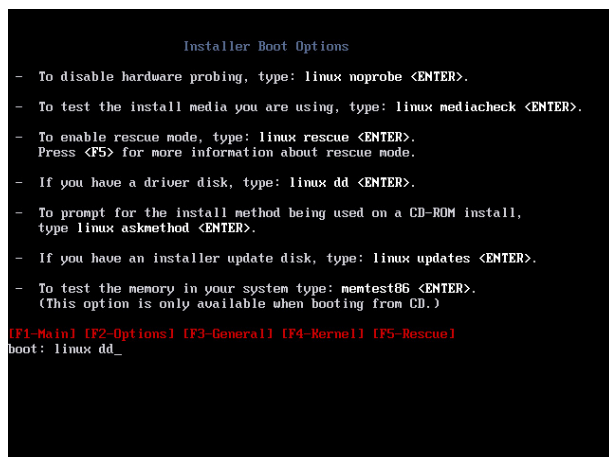 Installer Boot Options
- To disable hardware probing, type: linux noprobe <ENTER>.
- To test the install media you are using, type: linux mediacheck <ENTER>.
- To enable rescue mode, type: linux rescue <ENTER>.
Press <F5> for more information about rescue mode.
- If you have a driver disk, type: linux dd <ENTER>.
- To prompt for the install method being used on a CD-ROM install,
type linux askmethod <ENTER>.
- If you have an installer update disk, type: linux updates <ENTER>.
- To test the memory in your system type: memtest86 <ENTER>.
(This option is only available when booting from CD.)
[F1-Main] [F2-Options] [F3-General] [F4-Kernel] [F5-Rescue]
boot: linux dd_